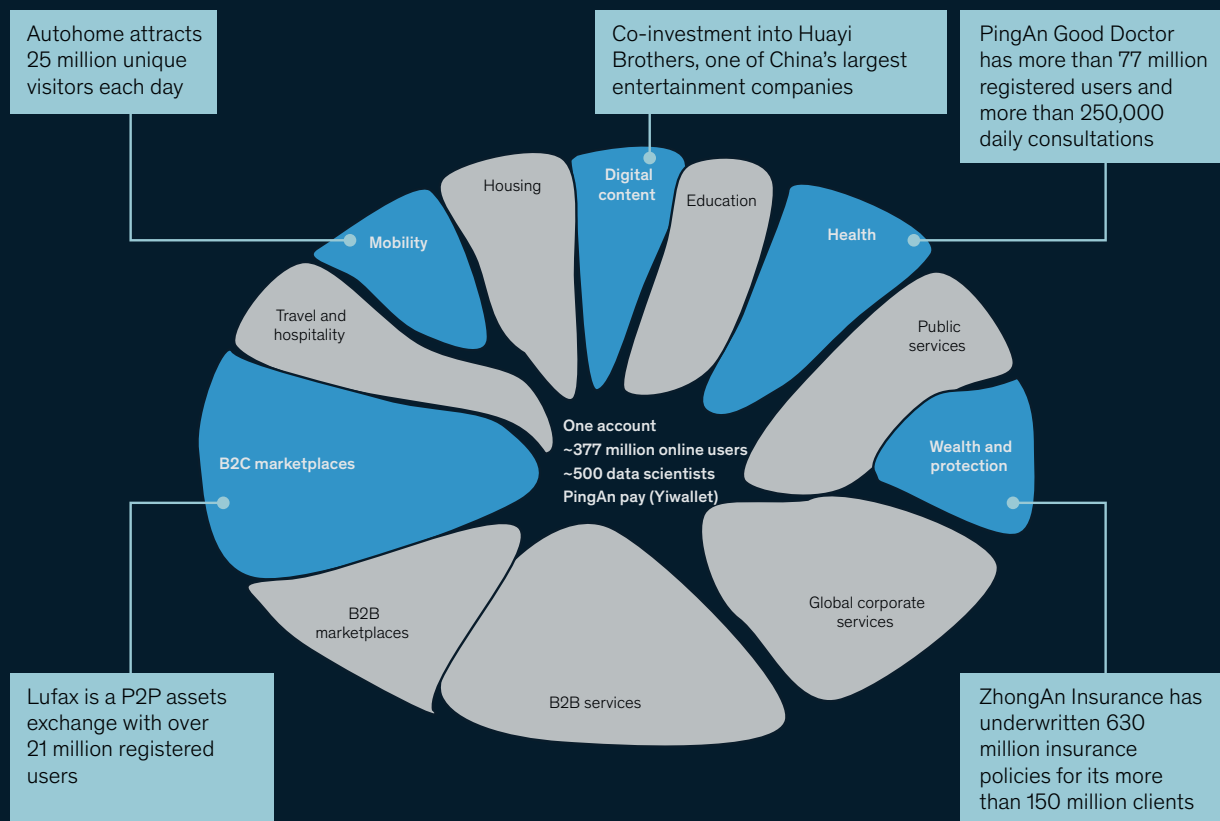 Autohome attracts
25 million unique
visitors each day
Co-investment into Huayi
Brothers, one of China’s largest
entertainment companies
PingAn Good Doctor
has more than 77 million
registered users and
more than 250,000
daily consultations
Housing
Digital
content
Education
Mobility
Health
Travel and
hospitality
Public
services
B2C marketplaces
One account
~377 million online users
~500 data scientists
PingAn pay (Yiwallet)
Wealth and
protection
B2B
marketplaces
B2B services
Global corporate
services
Lufax is a P2P assets
exchange with over
21 million registered
users
ZhongAn Insurance has
underwritten 630
million insurance
policies for its more
than 150 million clients